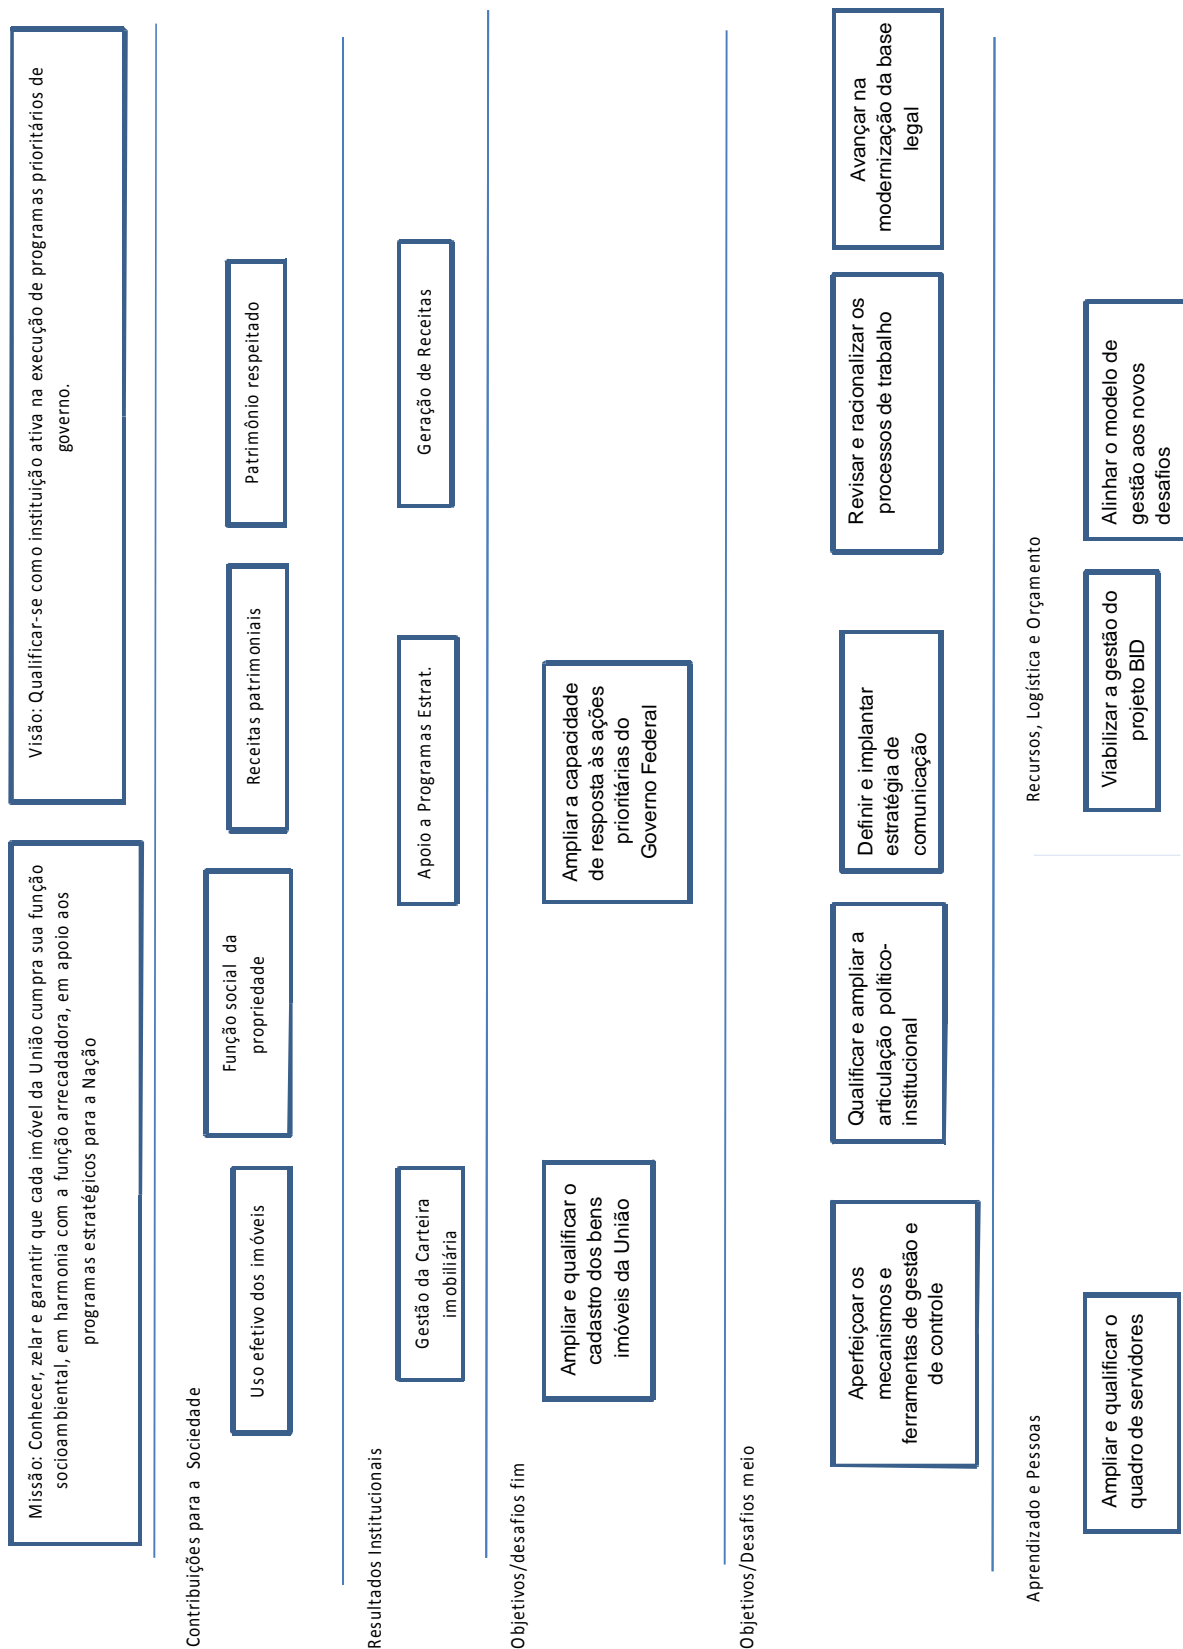 Missão: Conhecer, zelar e garantir que cada imóvel da União cumpra sua função
socioambiental, em harmonia com a função arrecadadora, em apoio aos
programas estratégicos para a Nação
Visão: Qualificar-se como instituição ativa na execução de programas prioritários de
governo.
Contribuições para a Sociedade
Uso efetivo dos imóveis
Função social da
propriedade
Receitas patrimoniais
Patrimônio respeitado
Resultados Institucionais
Gestão da Carteira
imobiliária
Apoio a Programas Estrat.
Geração de Receitas
Objetivos/desafios fim
Ampliar e qualificar o
cadastro dos bens
imóveis da União
Ampliar a capacidade
de resposta às ações
prioritárias do
Governo Federal
Objetivos/Desafios meio
Aperfeiçoar os
mecanismos e
ferramentas de gestão e
de controle
Qualificar e ampliar a
articulação político-
institucional
Definir e implantar
estratégia de
comunicação
Revisar e racionalizar os
processos de trabalho
Avançar na
modernização da base
legal
Aprendizado e Pessoas
Ampliar e qualificar o
quadro de servidores
Recursos, Logística e Orçamento
Viabilizar a gestão do
projeto BID
Alinhar o modelo de
gestão aos novos
desafios